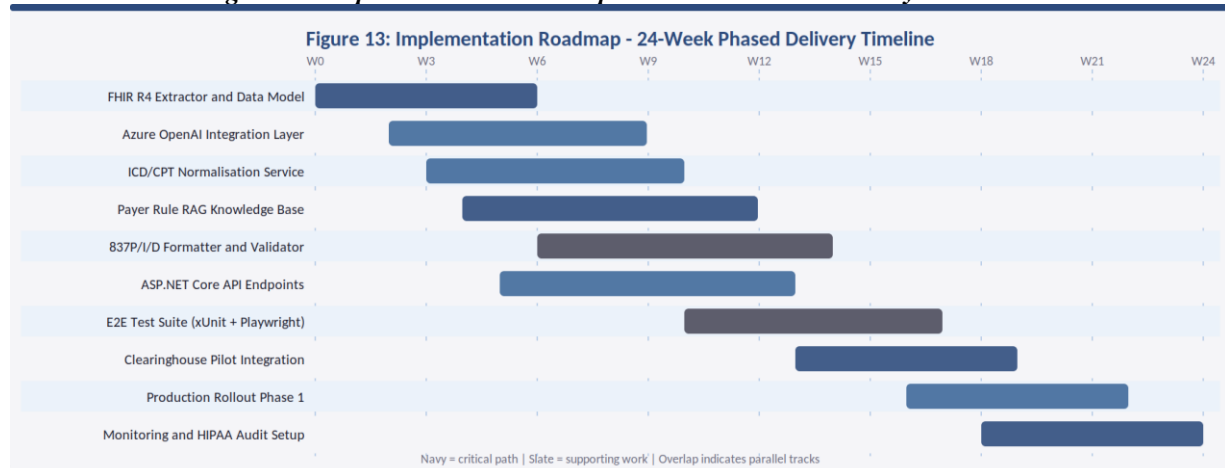 Figure 13: Implementation Roadmap - 24-Week Phased Delivery Timeline
W0 W3 W6 W9 W12 W15 W18 W21 W24
FHIR R4 Extractor and Data Model
Azure OpenAI Integration Layer
ICD/CPT Normalisation Service
Payer Rule RAG Knowledge Base
837P/I/D Formatter and Validator
ASP.NET Core API Endpoints
E2E Test Suite (xUnit + Playwright)
Clearinghouse Pilot Integration
Production Rollout Phase 1
Monitoring and HIPAA Audit Setup
Navy = critical path | Slate = supporting work | Overlap indicates parallel tracks